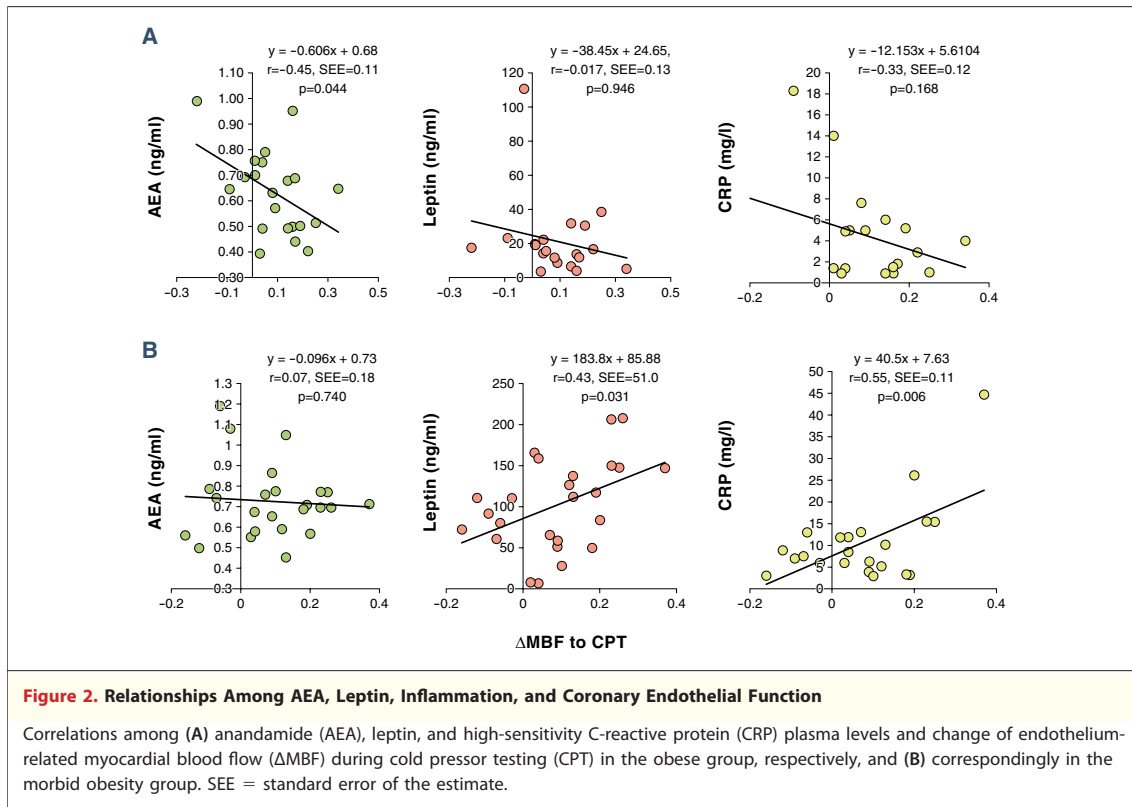 A
y = −0.606x + 0.68
r=−0.45, SEE=0.11
p=0.044
AEA (ng/ml)
1.10
1.00
0.90
0.80
0.70
0.60
0.50
0.40
0.30
−0.3 −0.1 0.1 0.3 0.5
y = −38.45x + 24.65,
r=−0.017, SEE=0.13
p=0.946
Leptin (ng/ml)
120
100
80
60
40
20
0
−0.3 −0.1 0.1 0.3 0.5
y = −12.153x + 5.6104
r=−0.33, SEE=0.12
p=0.168
CRP (mg/l)
20
18
16
14
12
10
8
6
4
2
0
−0.2 0 0.2 0.4
B
y = −0.096x + 0.73
r=0.07, SEE=0.18
p=0.740
AEA (ng/ml)
1.3
1.2
1.1
1
0.9
0.8
0.7
0.6
0.5
0.4
0.3
−0.2 0 0.2 0.4
y = 183.8x + 85.88
r=0.43, SEE=51.0
p=0.031
Leptin (ng/ml)
250
200
150
100
50
0
−0.2 0 0.2 0.4
y = 40.5x + 7.63
r=0.55, SEE=0.11
p=0.006
CRP (mg/l)
50
45
40
35
30
25
20
15
10
5
0
−0.2 0 0.2 0.4
ΔMBF to CPT
Figure 2. Relationships Among AEA, Leptin, Inflammation, and Coronary Endothelial Function
Correlations among (A) anandamide (AEA), leptin, and high-sensitivity C-reactive protein (CRP) plasma levels and change of endothelium-
related myocardial blood flow (ΔMBF) during cold pressor testing (CPT) in the obese group, respectively, and (B) correspondingly in the
morbid obesity group. SEE = standard error of the estimate.